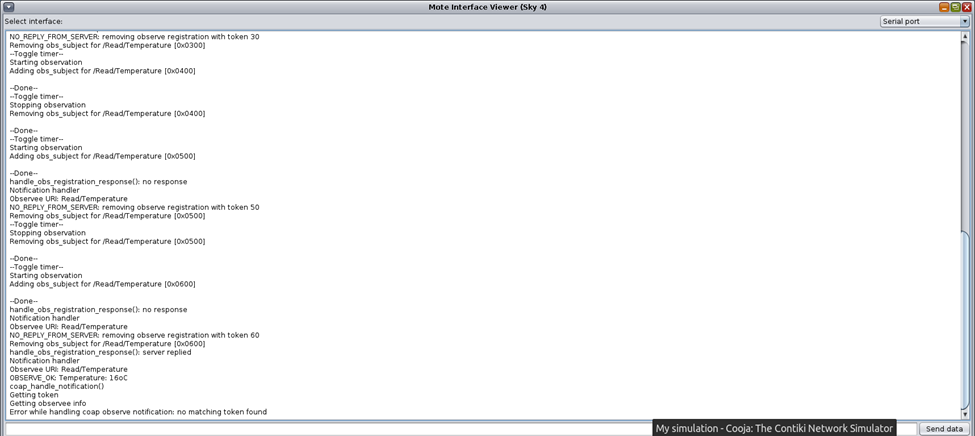 Mote Interface Viewer (Sky 4)
Select interface:
Serial port
NO_REPLY_FROM_SERVER: removing observe registration with token 30
Removing obs_subject for /Read/Temperature [0x0300]
--Toggle timer--
Starting observation
Adding obs_subject for /Read/Temperature [0x0400]
--Done--
--Toggle timer--
Stopping observation
Removing obs_subject for /Read/Temperature [0x0400]
--Done--
--Toggle timer--
Starting observation
Adding obs_subject for /Read/Temperature [0x0500]
--Done--
handle_obs_registration_response(): no response
Notification handler
Observee URI: Read/Temperature
NO_REPLY_FROM_SERVER: removing observe registration with token 50
Removing obs_subject for /Read/Temperature [0x0500]
--Toggle timer--
Stopping observation
Removing obs_subject for /Read/Temperature [0x0500]
--Done--
--Toggle timer--
Starting observation
Adding obs_subject for /Read/Temperature [0x0600]
--Done--
handle_obs_registration_response(): no response
Notification handler
Observee URI: Read/Temperature
NO_REPLY_FROM_SERVER: removing observe registration with token 60
Removing obs_subject for /Read/Temperature [0x0600]
handle_obs_registration_response(): server replied
Notification handler
Observee URI: Read/Temperature
OBSERVE_OK: Temperature: 16oC
coap_handle_notification()
Getting token
Getting observee info
Error while handling coap observe notification: no matching token found
My simulation - Cooja: The Contiki Network Simulator
Send data